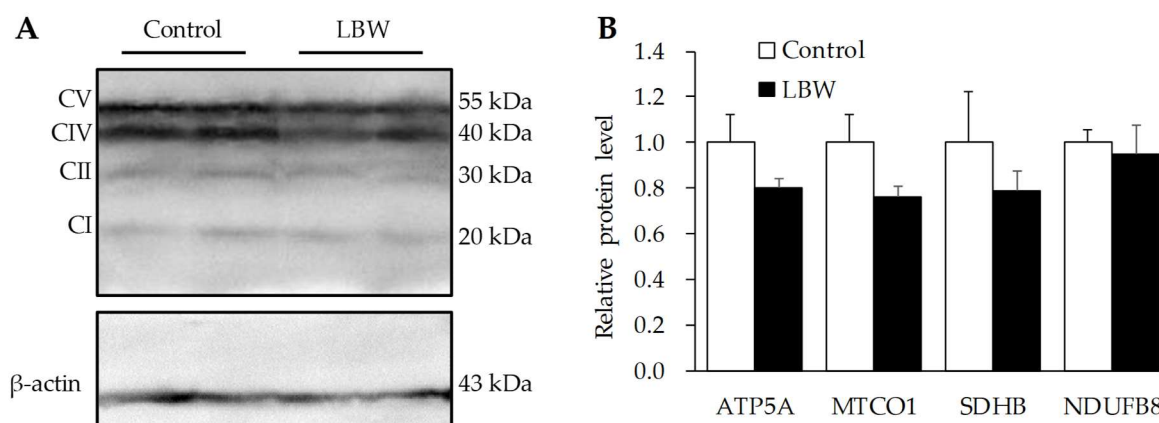 A
Control
LBW
CV
CIV
CII
CI
55 kDa
40 kDa
30 kDa
20 kDa
β-actin
43 kDa
B
Control
LBW
Relative protein level
1.4
1.2
1.0
0.8
0.6
0.4
0.2
0.0
ATP5A
MTCO1
SDHB
NDUFB8